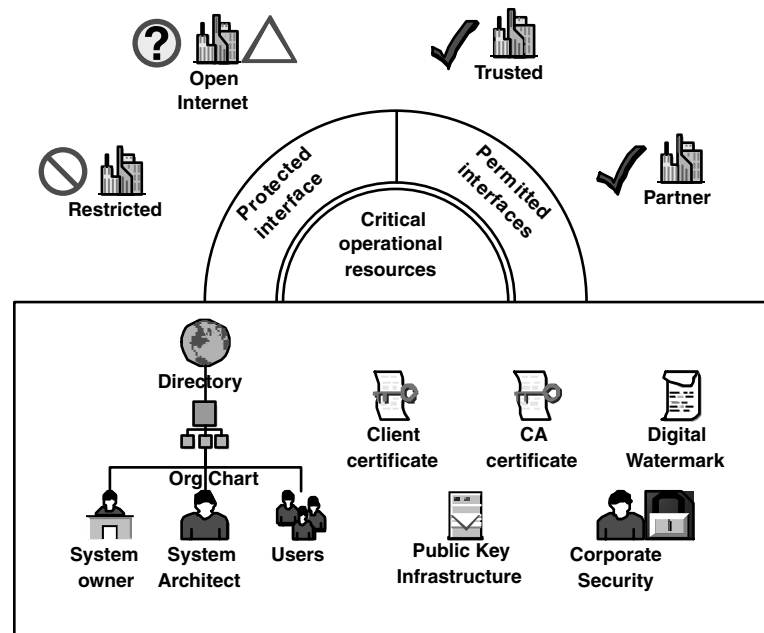 ?
Open
Internet
Trusted
Restricted
Partner
Protected
interface
Permitted
interfaces
Critical
operational
resources
Directory
Org Chart
System
owner
System
Architect
Users
Client
certificate
CA
certificate
Digital
Watermark
Public Key
Infrastructure
Corporate
Security